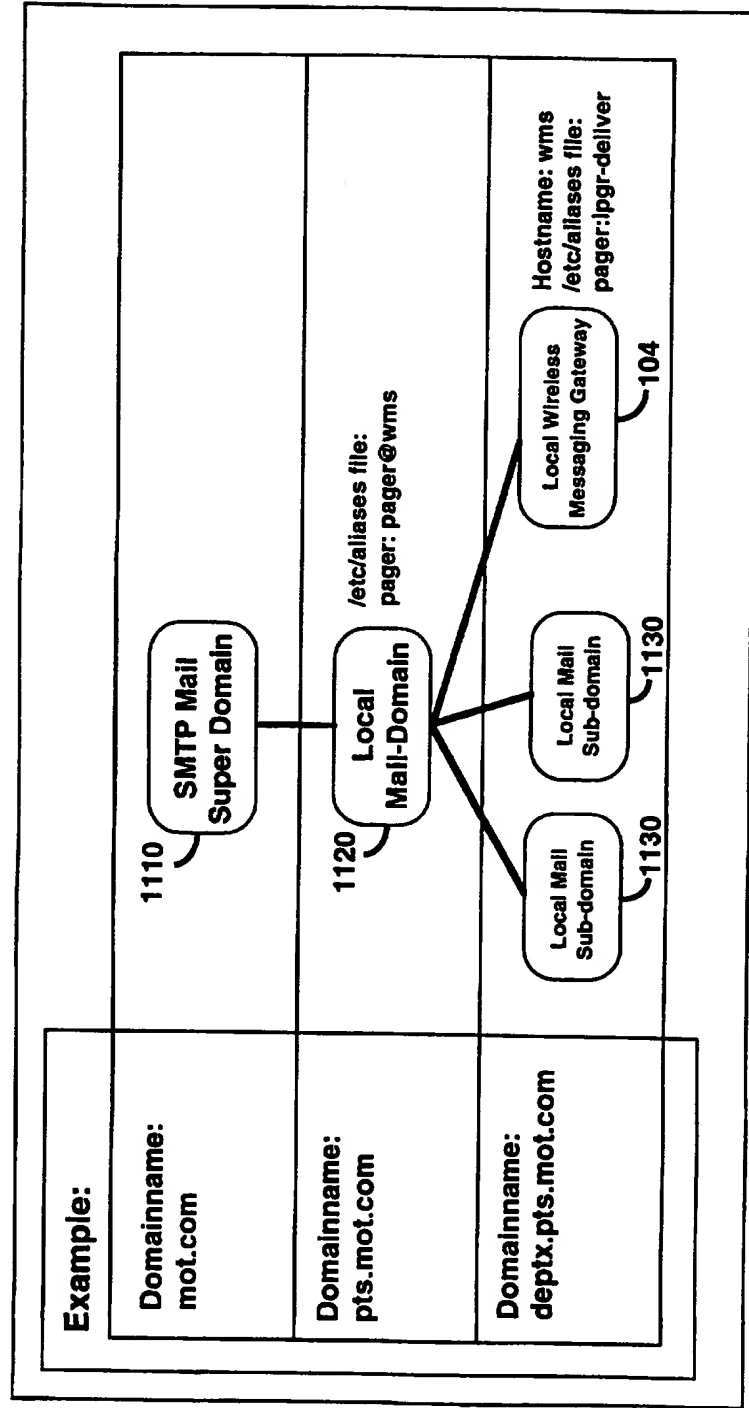 Example:
Domainname:
mot.com
1110
SMTP Mail
Super Domain
Domainname:
pts.mot.com
1120
Local
Mail-Domain
/etc/aliases file:
pager: pager@wms
Domainname:
deptx.pts.mot.com
Local Mail
Sub-domain
1130
Local Mail
Sub-domain
1130
Local Wireless
Messaging Gateway
104
Hostname: wms
/etc/aliases file:
pager:lpgr-deliver